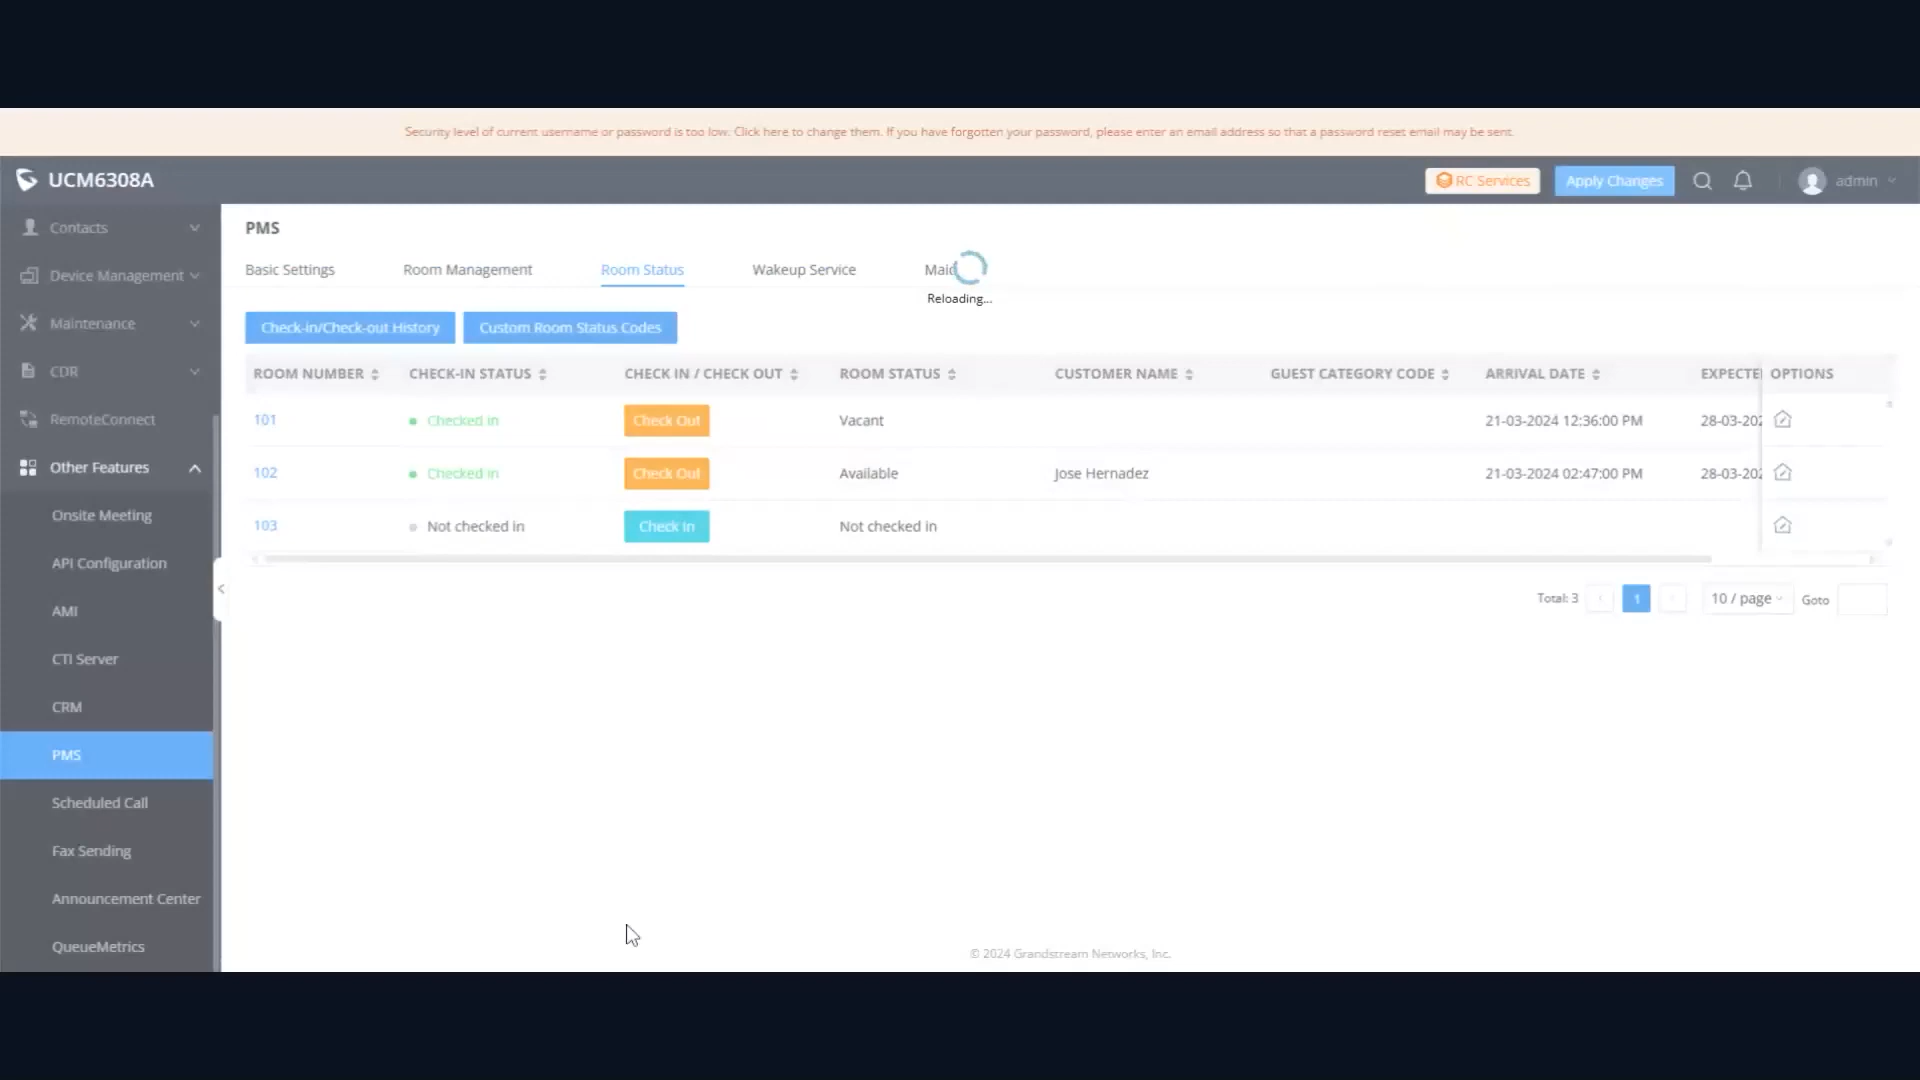 Security level of current username or password is too low. Click here to change them. If you have forgotten your password, please enter an email address so that a password reset email may be sent.
UCM6308A
RC Services
Apply Changes
admin
Contacts
Device Management
Maintenance
CDR
RemoteConnect
Other Features
Onsite Meeting
API Configuration
AMI
CTI Server
CRM
PMS
Scheduled Call
Fax Sending
Announcement Center
QueueMetrics
PMS
Basic Settings Room Management Room Status Wakeup Service
Reloading...
Check-in/Check-out History Custom Room Status Codes
ROOM NUMBER CHECK-IN STATUS CHECK IN / CHECK OUT ROOM STATUS CUSTOMER NAME GUEST CATEGORY CODE ARRIVAL DATE EXPECTE OPTIONS
101 Checked in Check Out Vacant 21-03-2024 12:36:00 PM 28-03-202
102 Checked in Check Out Available Jose Hernadez 21-03-2024 02:47:00 PM 28-03-202
103 Not checked in Check In Not checked in
Total: 3 1 10 / page Goto
© 2024 Grandstream Networks, Inc.